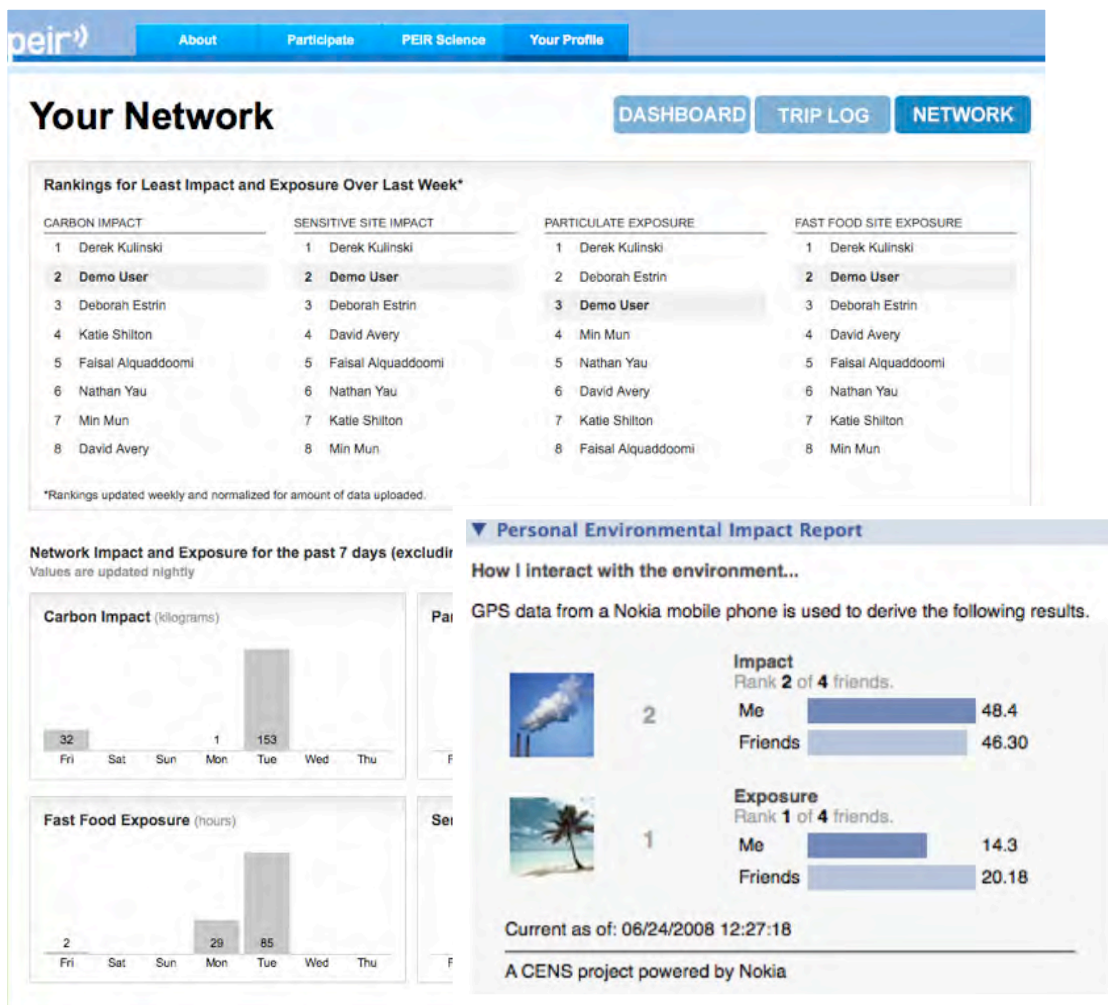 peir
About Participate PEIR Science Your Profile
Your Network
DASHBOARD TRIP LOG NETWORK
Rankings for Least Impact and Exposure Over Last Week*
CARBON IMPACT
1 Derek Kulinski
2 Demo User
3 Deborah Estrin
4 Katie Shilton
5 Faisal Alquaddoomi
6 Nathan Yau
7 Min Mun
8 David Avery
SENSITIVE SITE IMPACT
1 Derek Kulinski
2 Demo User
3 Deborah Estrin
4 David Avery
5 Faisal Alquaddoomi
6 Nathan Yau
7 Katie Shilton
8 Min Mun
PARTICULATE EXPOSURE
1 Derek Kulinski
2 Deborah Estrin
3 Demo User
4 Min Mun
5 Nathan Yau
6 David Avery
7 Katie Shilton
8 Faisal Alquaddoomi
FAST FOOD SITE EXPOSURE
1 Derek Kulinski
2 Demo User
3 Deborah Estrin
4 David Avery
5 Faisal Alquaddoomi
6 Nathan Yau
7 Katie Shilton
8 Min Mun
*Rankings updated weekly and normalized for amount of data uploaded.
Network Impact and Exposure for the past 7 days
Values are updated nightly
Carbon Impact (kilograms)
32 1 153
Fri Sat Sun Mon Tue Wed Thu
Fast Food Exposure (hours)
2 29 85
Fri Sat Sun Mon Tue Wed Thu
▼ Personal Environmental Impact Report
How I interact with the environment...
GPS data from a Nokia mobile phone is used to derive the following results.
2
Impact
Rank 2 of 4 friends.
Me 48.4
Friends 46.30
1
Exposure
Rank 1 of 4 friends.
Me 14.3
Friends 20.18
Current as of: 06/24/2008 12:27:18
A CENS project powered by Nokia